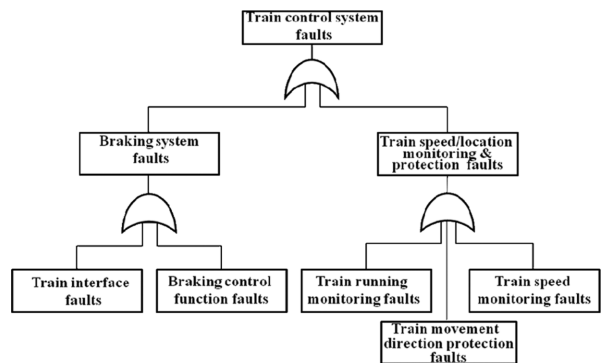 Train control system
faults
Braking system
faults
Train speed/location
monitoring &
protection faults
Train interface
faults
Braking control
function faults
Train running
monitoring faults
Train speed
monitoring faults
Train movement
direction protection
faults